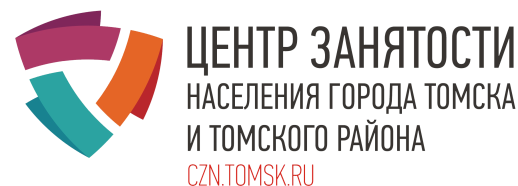 ЦЕНТР ЗАНЯТОСТИ
НАСЕЛЕНИЯ ГОРОДА ТОМСКА
И ТОМСКОГО РАЙОНА
CZN.TOMSK.RU